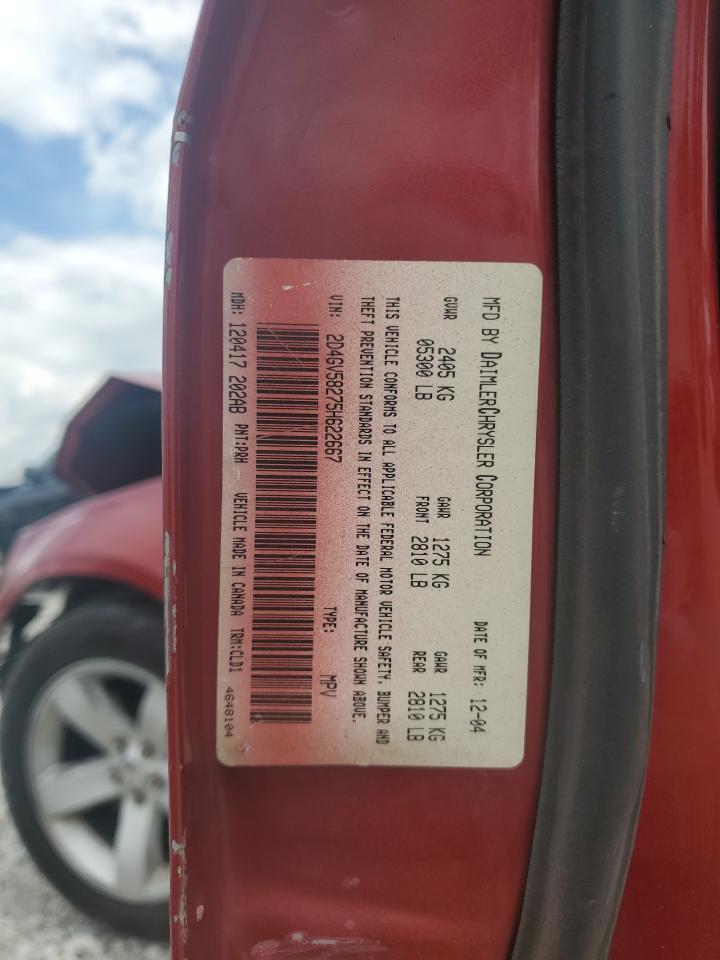 MFD BY DAIMLERCHRYSLER CORPORATION DATE OF MFR: 12-04
GVWR 2405 KG GAWR 1275 KG GAWR 1275 KG
05300 LB FRONT 2810 LB REAR 2810 LB
THIS VEHICLE CONFORMS TO ALL APPLICABLE FEDERAL MOTOR VEHICLE SAFETY, BUMPER AND
THEFT PREVENTION STANDARDS IN EFFECT ON THE DATE OF MANUFACTURE SHOWN ABOVE.
VIN: 2D4GV58275H622667 TYPE: MPV
MDH: 120417 202AB PNT:PRH VEHICLE MADE IN CANADA TRM:CLD1 4648104